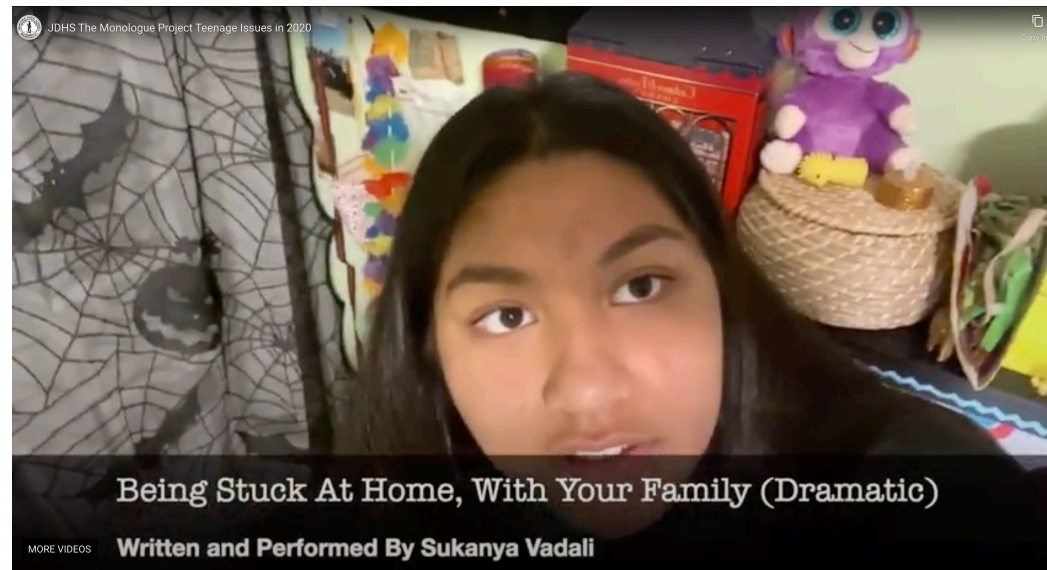 JDHS The Monologue Project Teenage Issues in 2020
Being Stuck At Home, With Your Family (Dramatic)
MORE VIDEOS
Written and Performed By Sukanya Vadali